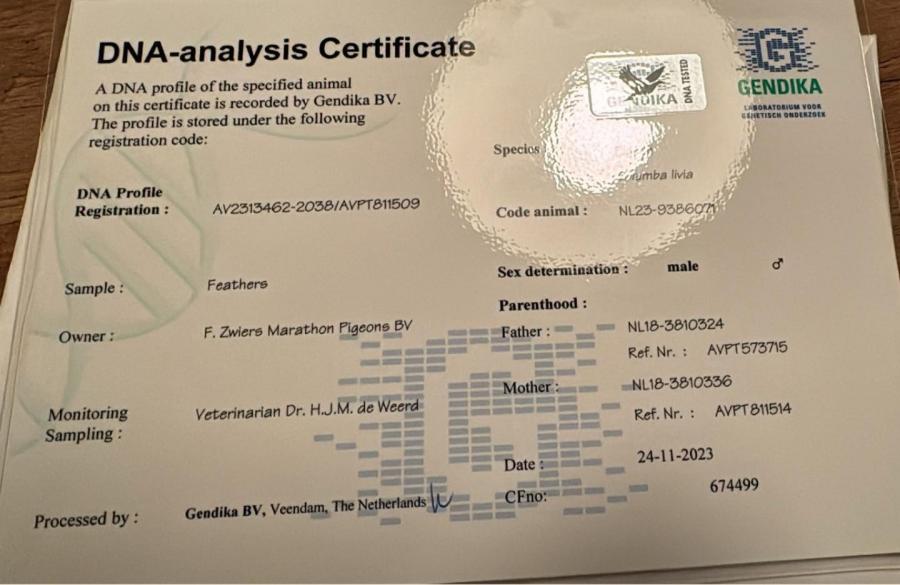 DNA-analysis Certificate
A DNA profile of the specified animal
on this certificate is recorded by Gendika BV.
The profile is stored under the following
registration code:
GENDIKA
DNA TESTED
GENDIKA
LABORATORIUM VOOR
GENETISCH ONDERZOEK
Species
livia
DNA Profile
Registration : AV2313462-2038/AVPT811509
Code animal : NL23-9386071
Sample : Feathers
Sex determination : male ♂
Parenthood :
Owner : F. Zwiers Marathon Pigeons BV
Father : NL18-3810324
Ref. Nr. : AVPT573715
Mother : NL18-3810336
Ref. Nr. : AVPT811514
Monitoring
Sampling : Veterinarian Dr. H.J.M. de Weerd
Date : 24-11-2023
CFno: 674499
Processed by : Gendika BV, Veendam, The Netherlands